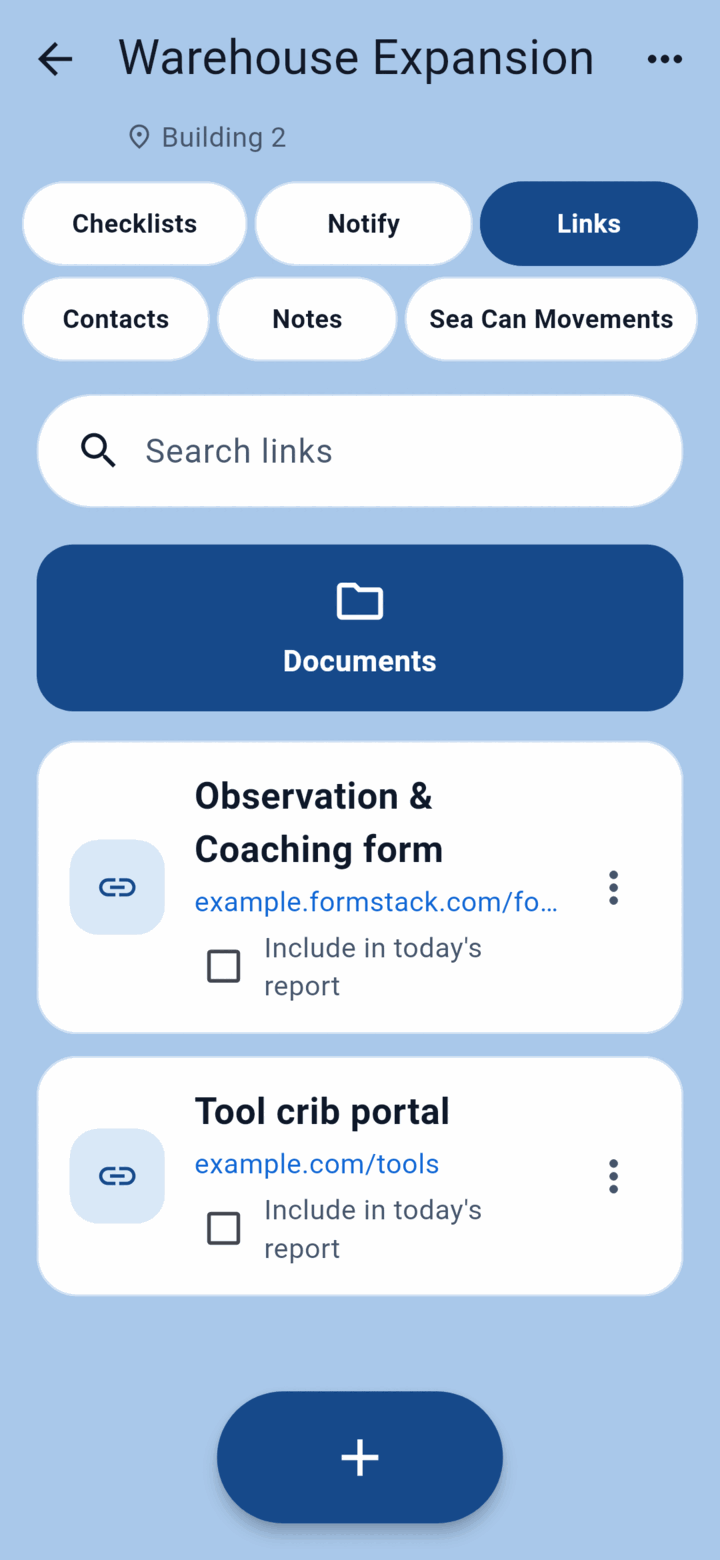 Warehouse Expansion
Building 2
Checklists
Notify
Links
Contacts
Notes
Sea Can Movements
Search links
Documents
Observation &
Coaching form
example.formstack.com/fo...
Include in today's
report
Tool crib portal
example.com/tools
Include in today's
report